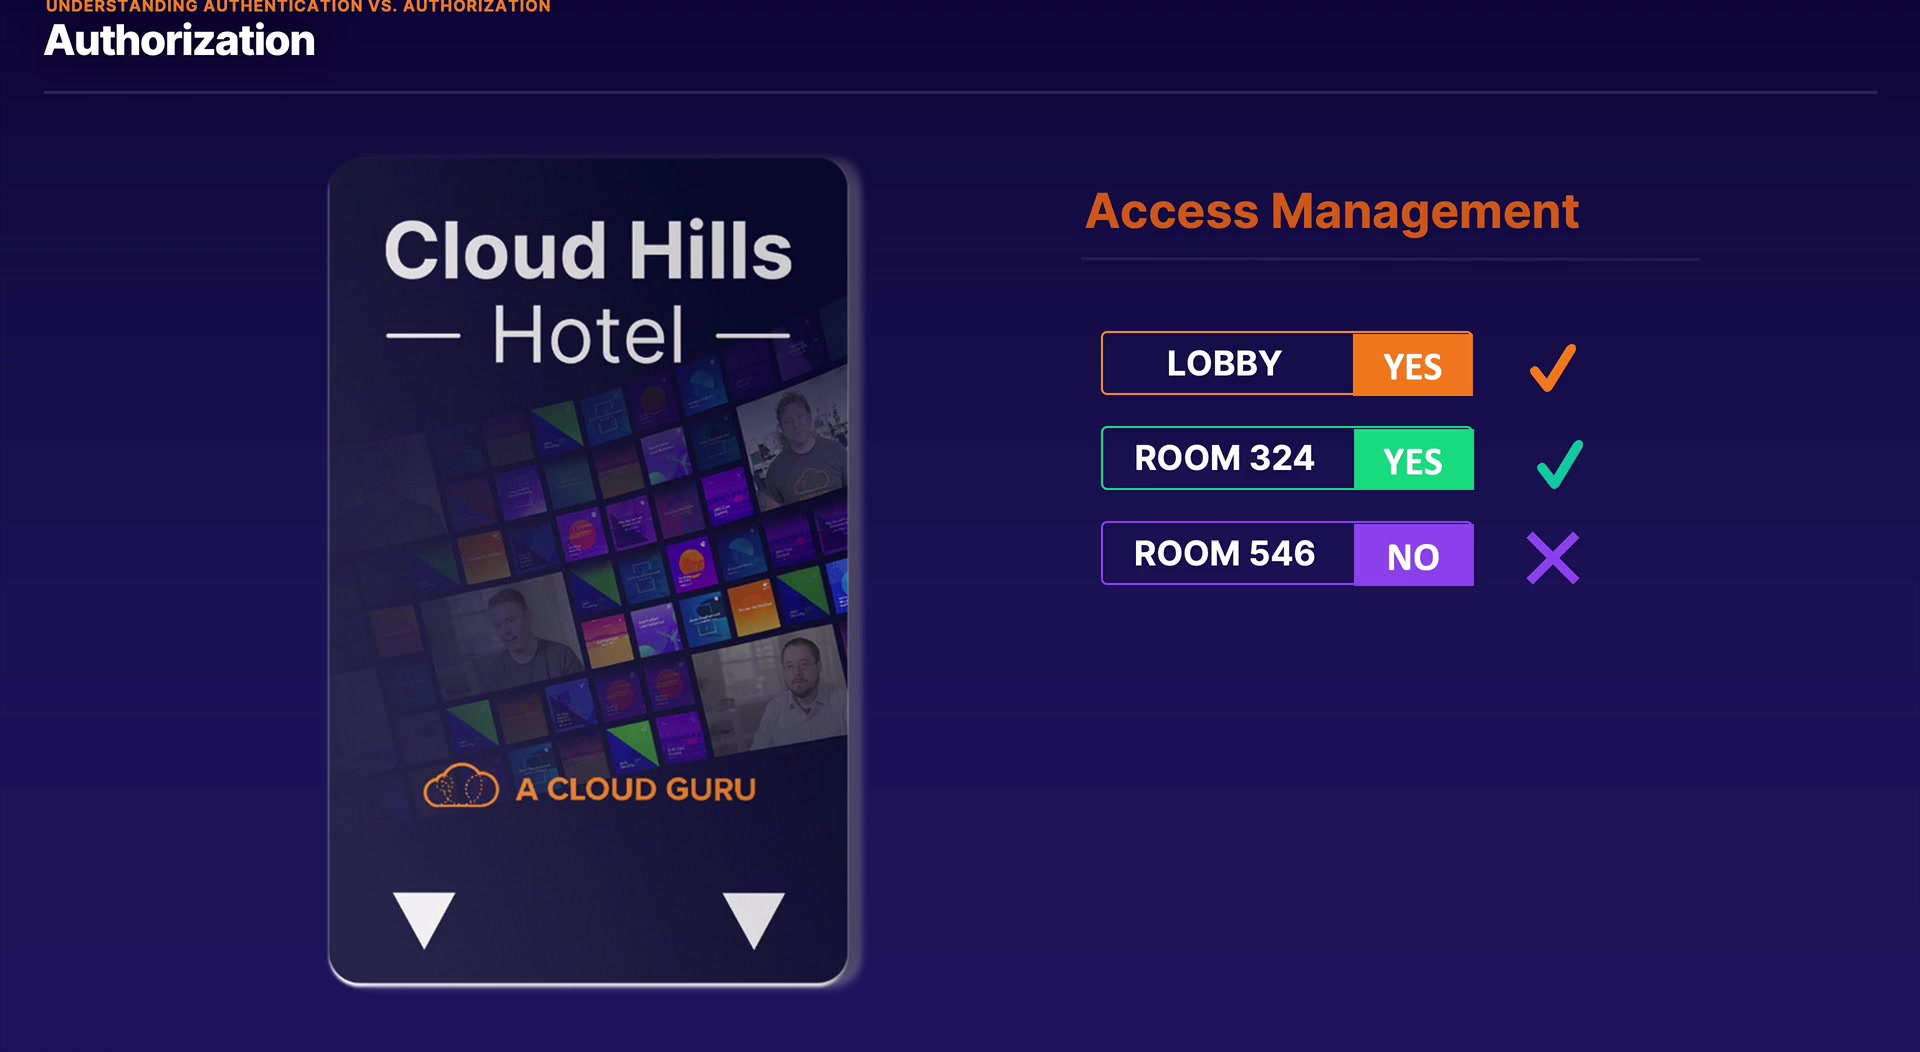 UNDERSTANDING AUTHENTICATION VS. AUTHORIZATION
Authorization
Cloud Hills
Hotel
A CLOUD GURU
Access Management
LOBBY YES
ROOM 324 YES
ROOM 546 NO